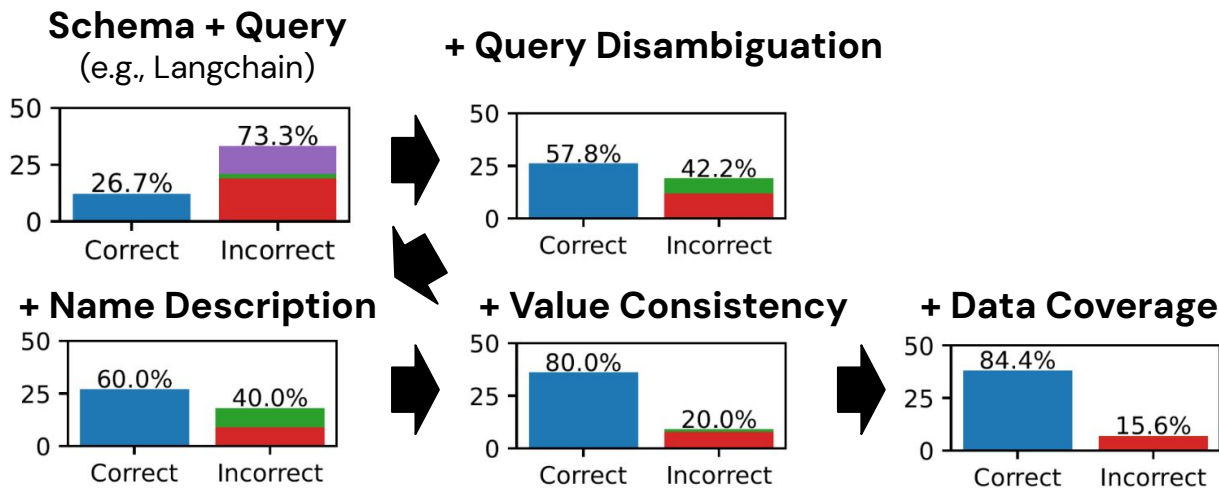 Schema + Query
(e.g., Langchain)
50
25
0
26.7%
73.3%
Correct Incorrect
+ Query Disambiguation
50
25
0
57.8%
42.2%
Correct Incorrect
+ Name Description
50
25
0
60.0%
40.0%
Correct Incorrect
+ Value Consistency
50
25
0
80.0%
20.0%
Correct Incorrect
+ Data Coverage
50
25
0
84.4%
15.6%
Correct Incorrect